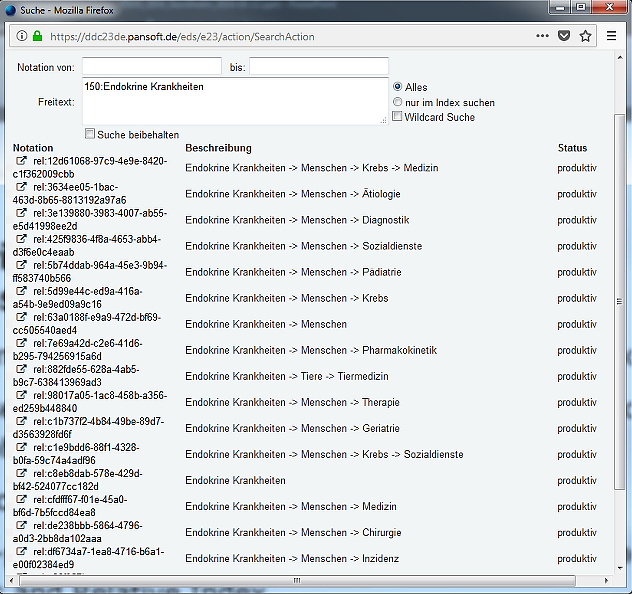 Suche - Mozilla Firefox
https://ddc23de.pansoft.de/eds/e23/action/SearchAction
Notation von: bis:
Freitext: 150:Endokrine Krankheiten
Alles
nur im Index suchen
Wildcard Suche
Suche beibehalten
Notation Beschreibung Status
rel:12d61068-97c9-4e9e-8420-
c1f362009cbb
Endokrine Krankheiten -> Menschen -> Krebs -> Medizin produktiv
rel:3634ee05-1bac-
463d-8b65-8813192a97a6
Endokrine Krankheiten -> Menschen -> Ätiologie produktiv
rel:3e139880-3983-4007-ab55-
e5d41998ee2d
Endokrine Krankheiten -> Menschen -> Diagnostik produktiv
rel:425f9836-4f8a-4653-abb4-
d3f6e0c4eaab
Endokrine Krankheiten -> Menschen -> Sozialdienste produktiv
rel:5b74ddab-964a-45e3-9b94-
ff583740b566
Endokrine Krankheiten -> Menschen -> Pädiatrie produktiv
rel:5d99e44c-ed9a-416a-
a54b-9e9ed09a9c16
Endokrine Krankheiten -> Menschen -> Krebs produktiv
rel:63a0188f-e9a9-472d-bf69-
cc505540aed4
Endokrine Krankheiten -> Menschen produktiv
rel:7e69a42d-c2e6-41d6-
b295-794256915a6d
Endokrine Krankheiten -> Menschen -> Pharmakokinetik produktiv
rel:882fde55-628a-4ab5-
b9c7-638413969ad3
Endokrine Krankheiten -> Tiere -> Tiermedizin produktiv
rel:98017a05-1ac8-458b-a356-
ed259b448840
Endokrine Krankheiten -> Menschen -> Therapie produktiv
rel:c1b737f2-4b84-49be-89d7-
d3563928fd6f
Endokrine Krankheiten -> Menschen -> Geriatrie produktiv
rel:c1e9bdd6-88f1-4328-
b0fa-59c74a4adf96
Endokrine Krankheiten -> Menschen -> Krebs -> Sozialdienste produktiv
rel:c8eb8dab-578e-429d-
bf42-524077cc182d
Endokrine Krankheiten produktiv
rel:cfdfff67-f01e-45a0-
bf6d-7b5fccd84ea8
Endokrine Krankheiten -> Menschen -> Medizin produktiv
rel:de238bbb-5864-4796-
a0d3-2bb8da102aaa
Endokrine Krankheiten -> Menschen -> Chirurgie produktiv
rel:df6734a7-1ea8-4716-b6a1-
e00f02384ed9
Endokrine Krankheiten -> Menschen -> Inzidenz produktiv
and Relative Index